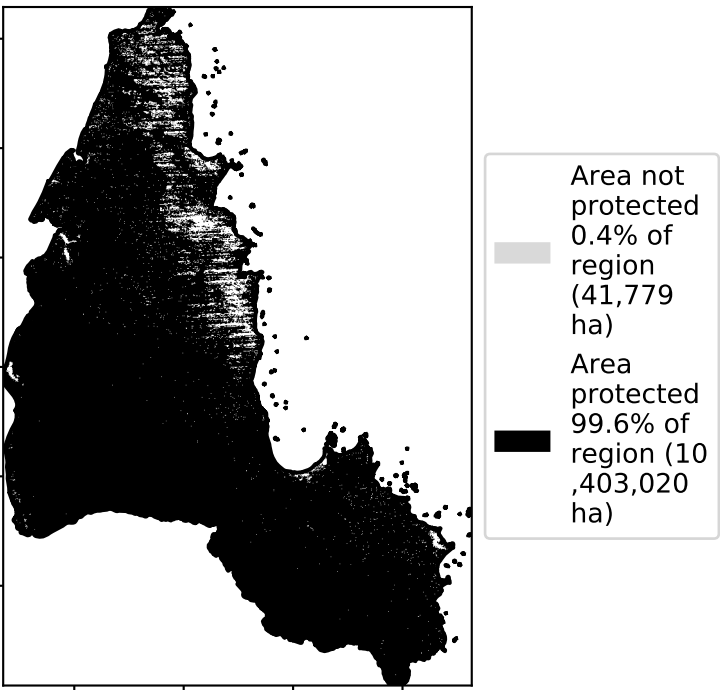 Area not
protected
0.4% of
region
(41,779
ha)
Area
protected
99.6% of
region (10
,403,020
ha)